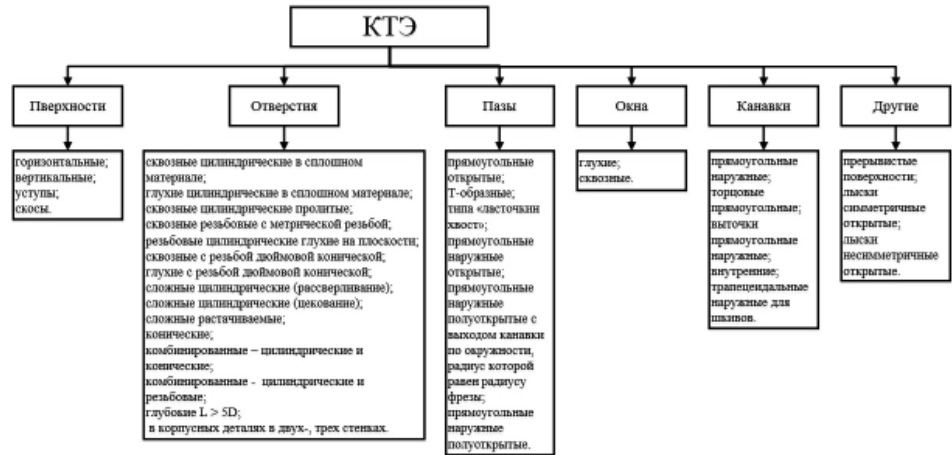 КТЭ
Пверхности
Отверстия
Пазы
Окна
Канавки
Другие
горизонтальные;
вертикальные;
уступы;
скосы.
сквозные цилиндрические в сплошном
материале;
глухие цилиндрические в сплошном материале;
сквозные цилиндрические пролитые;
сквозные резьбовые с метрической резьбой;
резьбовые цилиндрические глухие на плоскости;
сквозные с резьбой дюймовой конической;
глухие с резьбой дюймовой конической;
сложные цилиндрические (рассверливание);
сложные цилиндрические (цекование);
сложные растачиваемые;
конические;
комбинированные – цилиндрические и
конические;
комбинированные - цилиндрические и
резьбовые;
глубокие L > 5D;
в корпусных деталях в двух-, трех стенках.
прямоугольные
открытые;
Т-образные;
типа «ласточкин
хвост»;
прямоугольные
наружные
открытые;
прямоугольные
наружные
полуоткрытые с
выходом канавки
по окружности,
радиус которой
равен радиусу
фрезы;
прямоугольные
наружные
полуоткрытые.
глухие;
сквозные.
прямоугольные
наружные;
торцовые
прямоугольные;
выточки
прямоугольные
наружные;
внутренние;
трапецеидальные
наружные для
шкивов.
прерывистые
поверхности;
лыски
симметричные
открытые;
лыски
несимметричные
открытые.